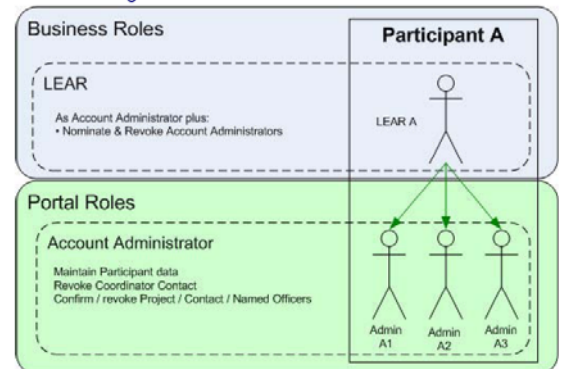 Business Roles
Participant A
LEAR
As Account Administrator plus:
• Nominate & Revoke Account Administrators
LEAR A
Portal Roles
Account Administrator
Maintain Participant data
Revoke Coordinator Contact
Confirm / revoke Project / Contact / Named Officers
Admin
A1
Admin
A2
Admin
A3